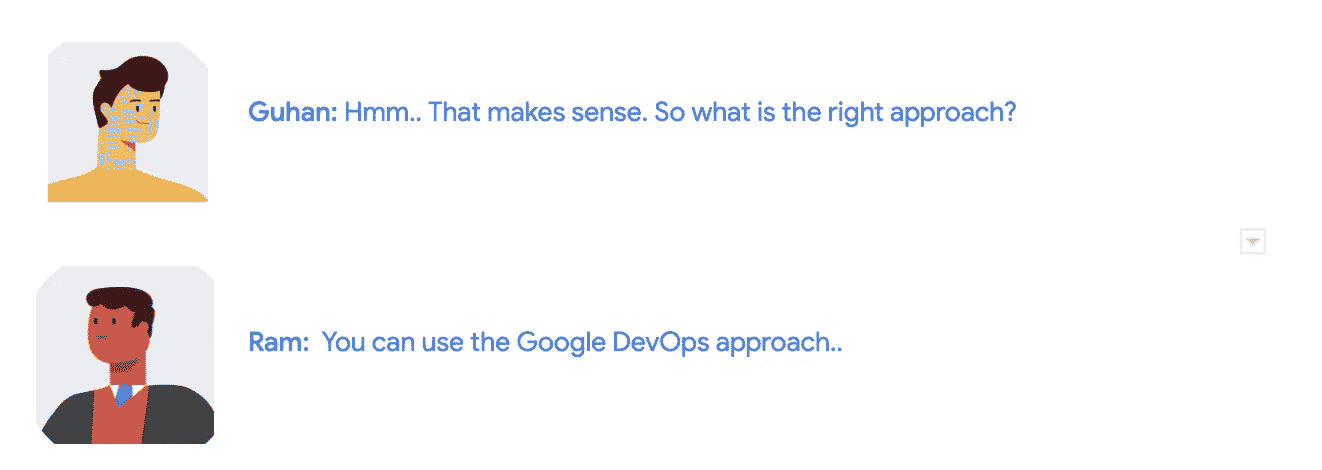 Guhan: Hmm.. That makes sense. So what is the right approach?
Ram: You can use the Google DevOps approach..